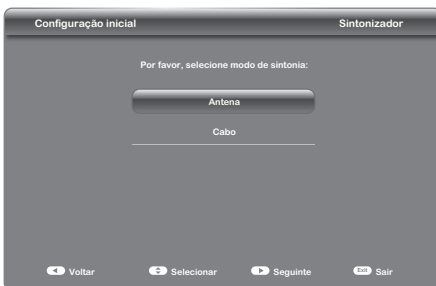 Configuração inicial Sintonizador
Por favor, selecione modo de sintonia:
Antena
Cabo
Voltar Selecionar Seguinte Exit Sair